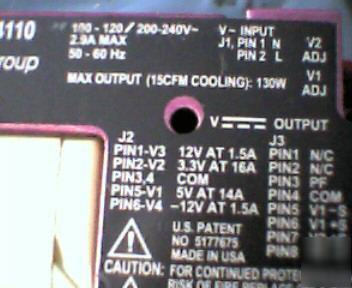 4110
100 - 120 / 200-240V~
2.9A MAX
50 - 60 Hz
V~ INPUT
J1, PIN 1 N
PIN 2 L
V2
ADJ
roup
MAX OUTPUT (15CFM COOLING): 130W
V1
ADJ
V OUTPUT
J2
PIN1-V3 12V AT 1.5A
PIN2-V2 3.3V AT 16A
PIN3,4 COM
PIN5-V1 5V AT 14A
PIN6-V4 –12V AT 1.5A
J3
PIN1 N/C
PIN2 N/C
PIN3 PF
PIN4 COM
PIN5 V1 –S
PIN6 V1 +S
PIN7
PIN8
U.S. PATENT
NO 5177675
MADE IN USA
CAUTION: FOR CONTINUED PROTE
RISK OF FIRE REPLACE